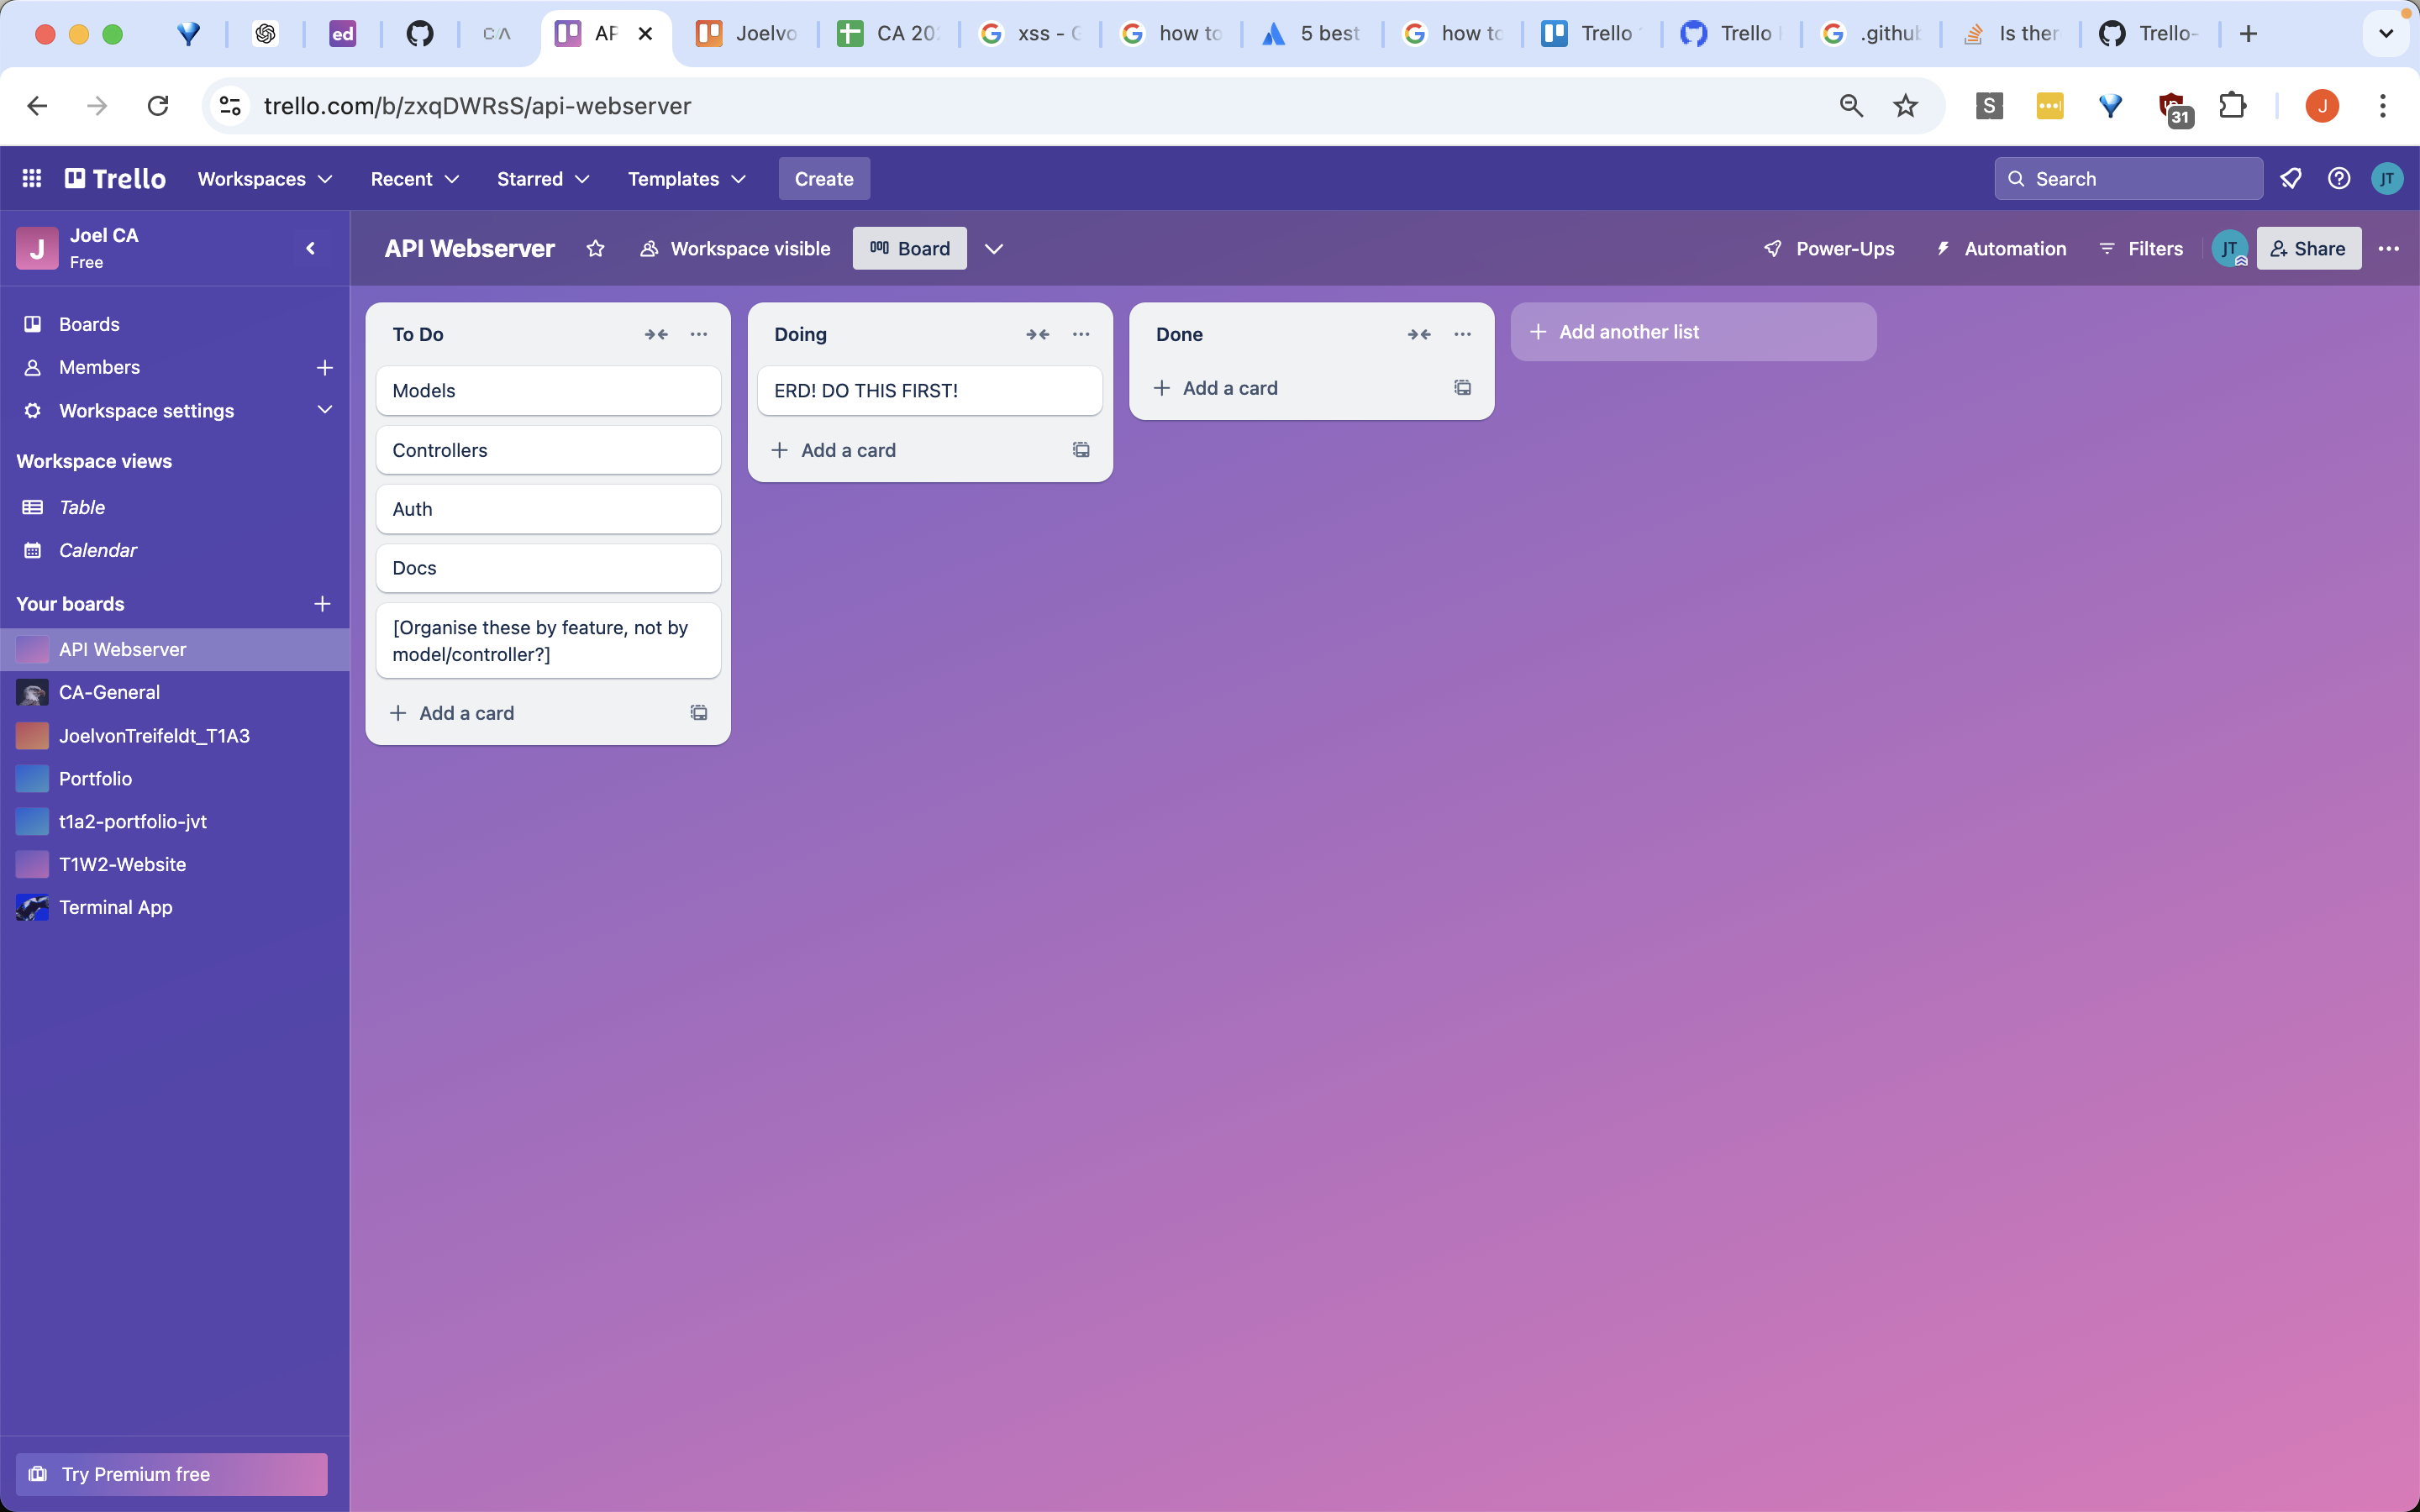 ed
CA
AP
Joelvo
CA 20
xss - G
how to
5 best
how to
Trello
Trello
.github
Is ther
Trello-
trello.com/b/zxqDWRsS/api-webserver
S
31
J
Trello
Workspaces
Recent
Starred
Templates
Create
Search
JT
J
Joel CA
Free
API Webserver
Workspace visible
Board
Power-Ups
Automation
Filters
JT
Share
Boards
Members
Workspace settings
Workspace views
Table
Calendar
Your boards
API Webserver
CA-General
JoelvonTreifeldt_T1A3
Portfolio
t1a2-portfolio-jvt
T1W2-Website
Terminal App
Try Premium free
To Do
Models
Controllers
Auth
Docs
[Organise these by feature, not by
model/controller?]
Add a card
Doing
ERD! DO THIS FIRST!
Add a card
Done
Add a card
Add another list